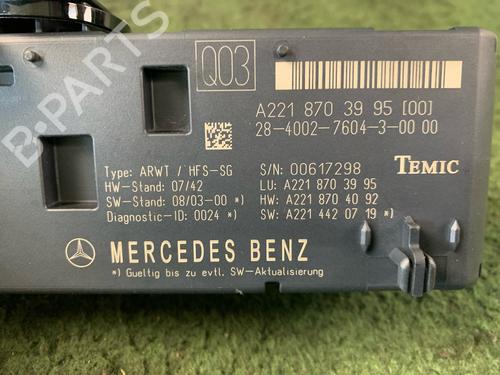 Q03
A221 870 39 95 [00]
28-4002-7604-3-00 00
Type: ARWT / HFS-SG
HW-Stand: 07/42
SW-Stand: 08/03-00 *)
Diagnostic-ID: 0024 *)
S/N: 00617298
LU: A221 870 39 95
HW: A221 870 40 92
SW: A221 442 07 19 *)
TEMIC
MERCEDES BENZ
*) Gueltig bis zu evtl. SW-Aktualisierung
B-PARTS